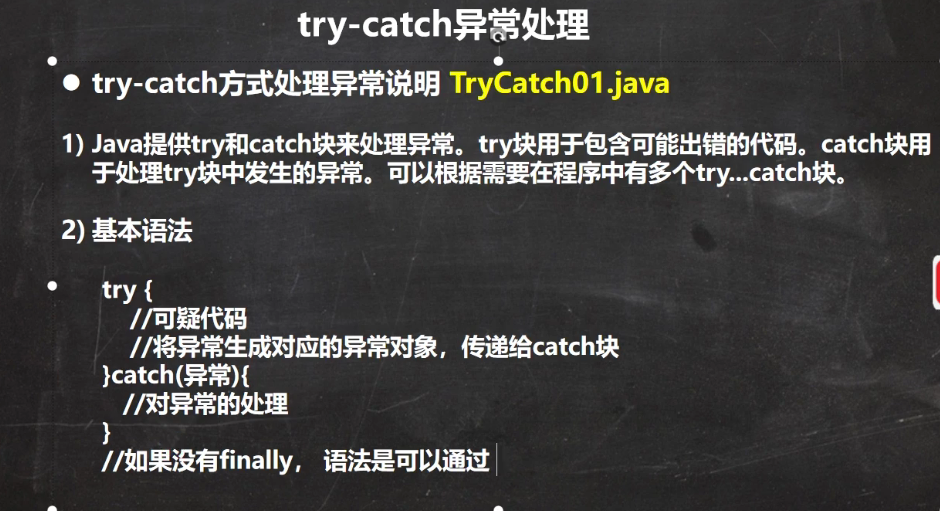 try-catch异常处理
try-catch方式处理异常说明 TryCatch01.java
1) Java提供try和catch块来处理异常。try块用于包含可能出错的代码。catch块用
于处理try块中发生的异常。可以根据需要在程序中有多个try...catch块。
2) 基本语法
try {
//可疑代码
//将异常生成对应的异常对象，传递给catch块
}catch(异常){
//对异常的处理
}
//如果没有finally， 语法是可以通过